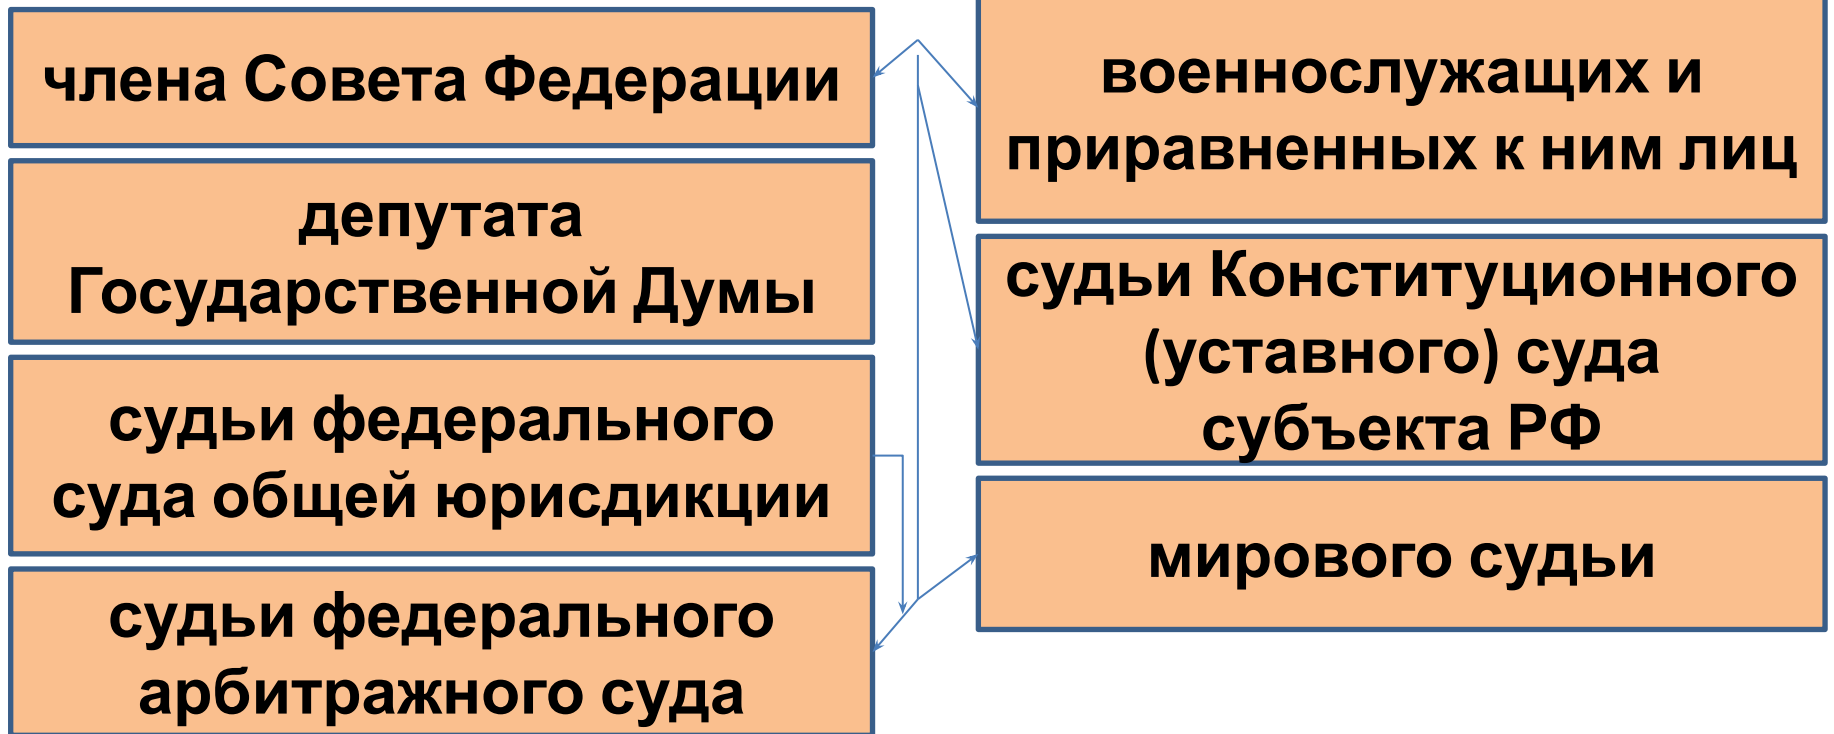 члена Совета Федерации
депутата
Государственной Думы
судьи федерального
суда общей юрисдикции
судьи федерального
арбитражного суда
военнослужащих и
приравненных к ним лиц
судьи Конституционного
(уставного) суда
субъекта РФ
мирового судьи